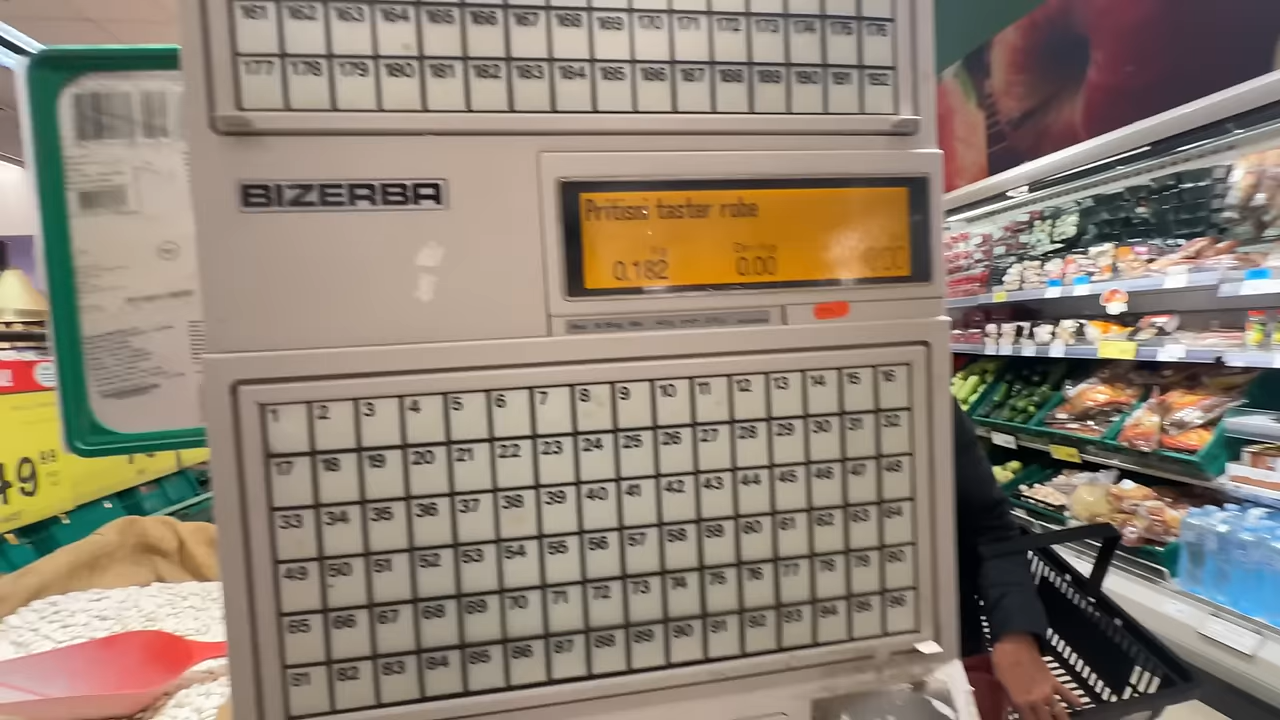 161 162 163 164 165 166 167 168 169 170 171 172 173 174 175 176
177 178 179 180 181 182 183 184 185 186 187 188 189 190 191 192
BIZERBA
Pritisni taster robe
kg Din/kg
0.182 0.00 0.00
1 2 3 4 5 6 7 8 9 10 11 12 13 14 15 16
17 18 19 20 21 22 23 24 25 26 27 28 29 30 31 32
33 34 35 36 37 38 39 40 41 42 43 44 45 46 47 48
49 50 51 52 53 54 55 56 57 58 59 60 61 62 63 64
65 66 67 68 69 70 71 72 73 74 75 76 77 78 79 80
81 82 83 84 85 86 87 88 89 90 91 92 93 94 95 96
49